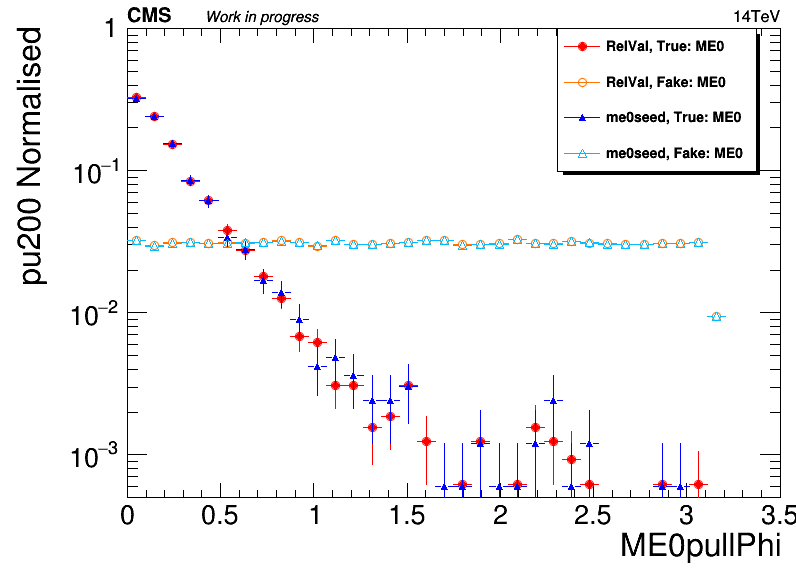 CMS Work in progress 14TeV
pu200 Normalised
1
10⁻¹
10⁻²
10⁻³
RelVal, True: ME0
RelVal, Fake: ME0
me0seed, True: ME0
me0seed, Fake: ME0
0 0.5 1 1.5 2 2.5 3 3.5
ME0pullPhi